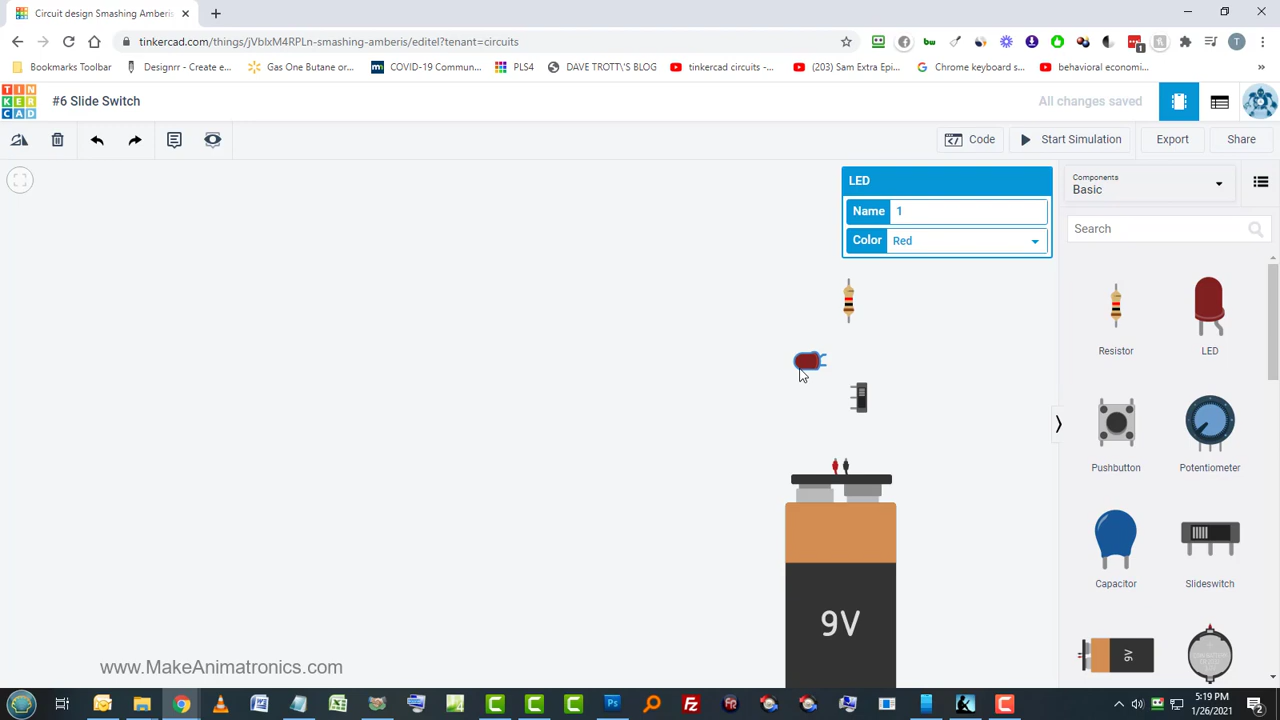 Circuit design Smashing Amberis
tinkercad.com/things/jVblxM4RPLn-smashing-amberis/editel?tenant=circuits
T
1
Bookmarks Toolbar
Designrr - Create e...
Gas One Butane or...
COVID-19 Commun...
PLS4
DAVE TROTT\'S BLOG
tinkercad circuits -...
(203) Sam Extra Epi...
Chrome keyboard s...
behavioral econom...
TIN
KER
CAD
#6 Slide Switch
All changes saved
Code
Start Simulation
Export
Share
LED
Name 1
Color Red
Components
Basic
Search
Resistor
LED
Pushbutton
Potentiometer
Capacitor
Slideswitch
9V
9V
www.MakeAnimatronics.com
5:19 PM
1/26/2021
2